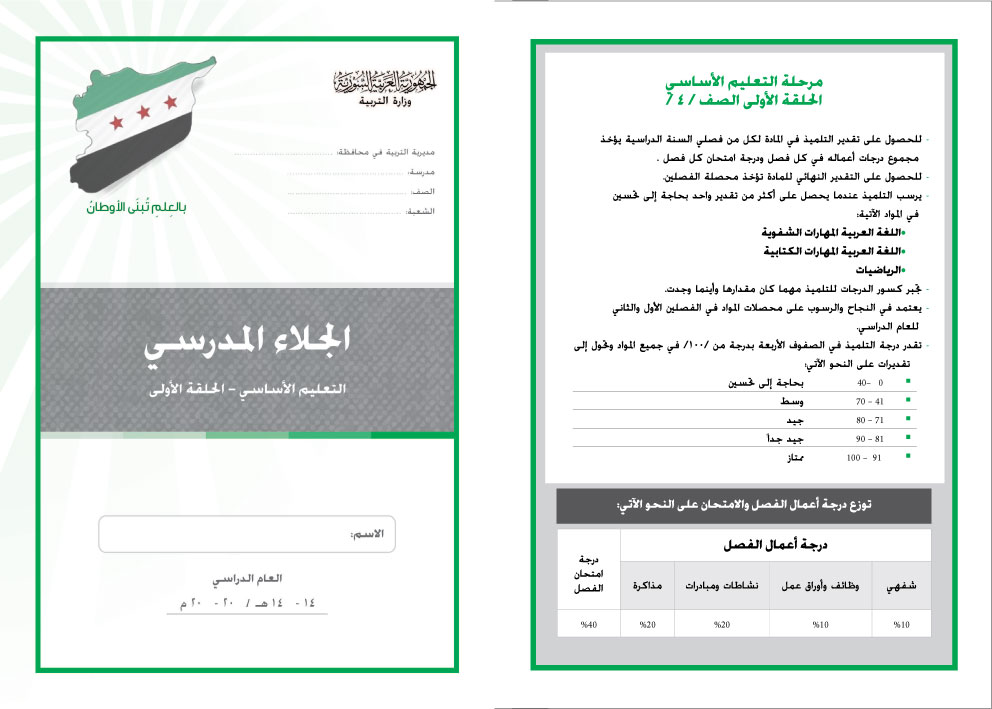 مرحلة التعليم الأساسي
الحلقة الأولى الصف / ٤ /
- للحصول على تقدير التلميذ في المادة لكل من فصلي السنة الدراسية يؤخذ
مجموع درجات أعماله في كل فصل ودرجة امتحان كل فصل .
- للحصول على التقدير النهائي للمادة تؤخذ محصلة الفصلين.
- يرسب التلميذ عندما يحصل على أكثر من تقدير واحد بحاجة إلى تحسين
في المواد الآتية:
•اللغة العربية المهارات الشفوية
•اللغة العربية المهارات الكتابية
•الرياضيات
- تجبر كسور الدرجات للتلميذ مهما كان مقدارها وأينما وجدت.
- يعتمد في النجاح والرسوب على محصلات المواد في الفصلين الأول والثاني
للعام الدراسي.
- تقدر درجة التلميذ في الصفوف الأربعة بدرجة من /١٠٠/ في جميع المواد وتحول إلى
تقديرات على النحو الآتي:
0 - 40 بحاجة إلى تحسين
41 - 70 وسط
71 - 80 جيد
81 - 90 جيد جداً
91 - 100 ممتاز
توزع درجة أعمال الفصل والامتحان على النحو الآتي:
درجة أعمال الفصل
درجة امتحان الفصل
شفهي وظائف وأوراق عمل نشاطات ومبادرات مذاكرة
%10 %10 %20 %20 %40
الجمهورية العربية السورية
وزارة التربية
مديرية التربية في محافظة:
مدرسة:
الصف:
الشعبة:
بالعِلمِ تُبنَى الأوطانُ
الجلاء المدرسي
التعليم الأساسي - الحلقة الأولى
الاسم:
العام الدراسي
١٤ - ١٤ هـ / ٢٠ - ٢٠ م